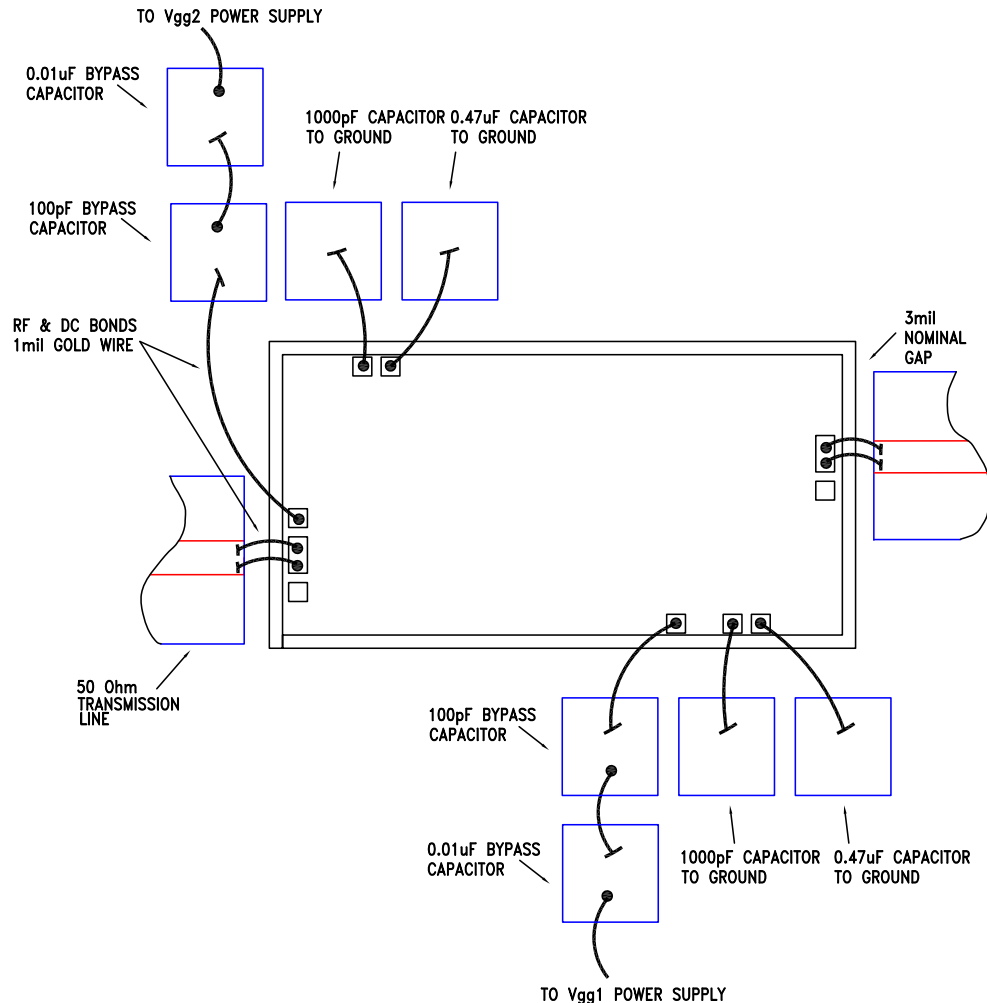 TO Vgg2 POWER SUPPLY
0.01uF BYPASS
CAPACITOR
1000pF CAPACITOR
TO GROUND
0.47uF CAPACITOR
TO GROUND
100pF BYPASS
CAPACITOR
RF & DC BONDS
1mil GOLD WIRE
3mil
NOMINAL
GAP
50 Ohm
TRANSMISSION
LINE
100pF BYPASS
CAPACITOR
0.01uF BYPASS
CAPACITOR
1000pF CAPACITOR
TO GROUND
0.47uF CAPACITOR
TO GROUND
TO Vgg1 POWER SUPPLY